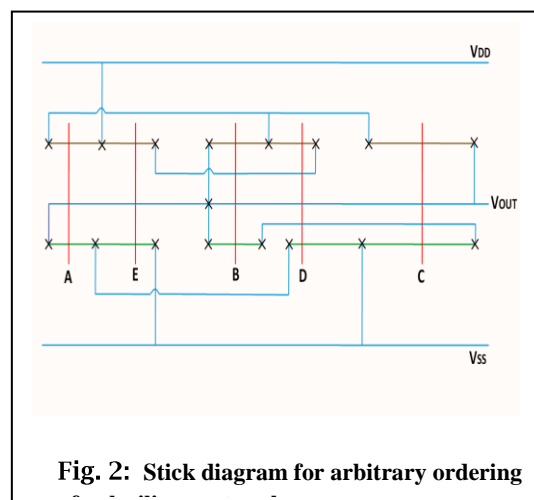 VDD
VOUT
A E B D C
VSS
Fig. 2: Stick diagram for arbitrary ordering